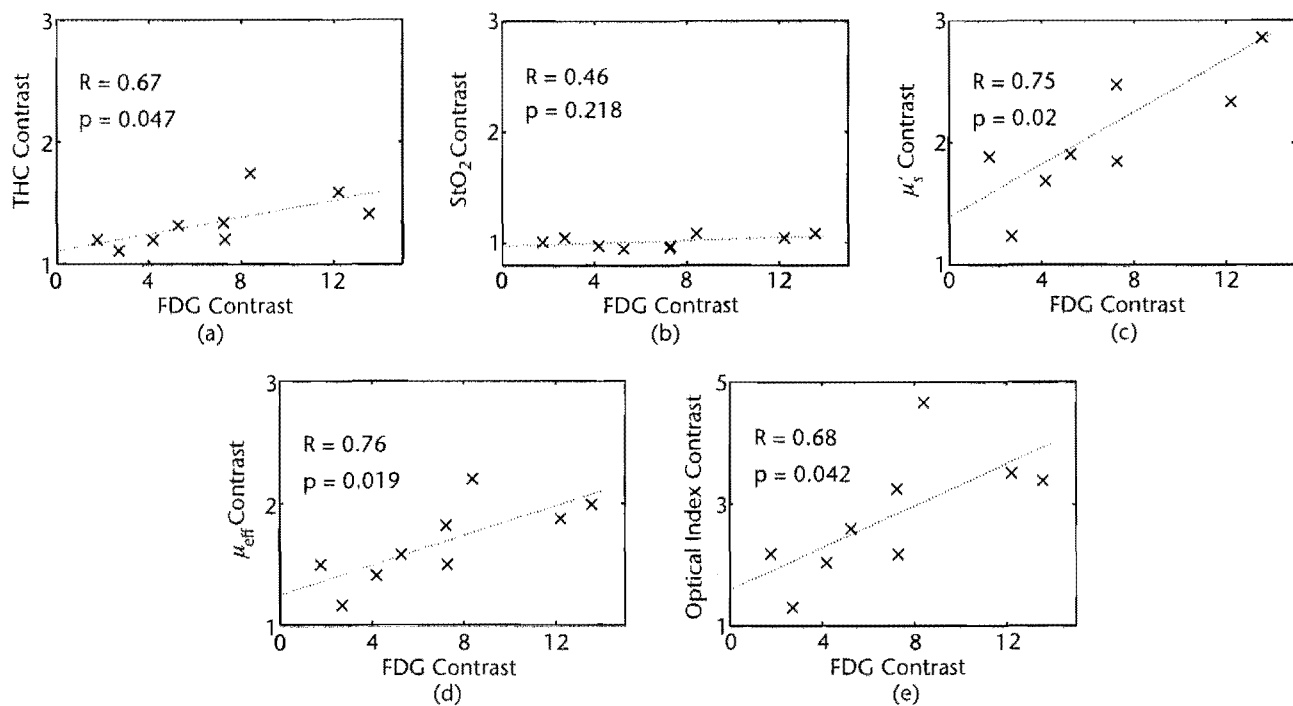 3
2
1
THC Contrast
R = 0.67
p = 0.047
0 4 8 12
FDG Contrast
(a)
3
2
1
StO₂ Contrast
R = 0.46
p = 0.218
0 4 8 12
FDG Contrast
(b)
3
2
1
μ′ₛ Contrast
R = 0.75
p = 0.02
0 4 8 12
FDG Contrast
(c)
3
2
1
μeff Contrast
R = 0.76
p = 0.019
0 4 8 12
FDG Contrast
(d)
5
3
1
Optical Index Contrast
R = 0.68
p = 0.042
0 4 8 12
FDG Contrast
(e)